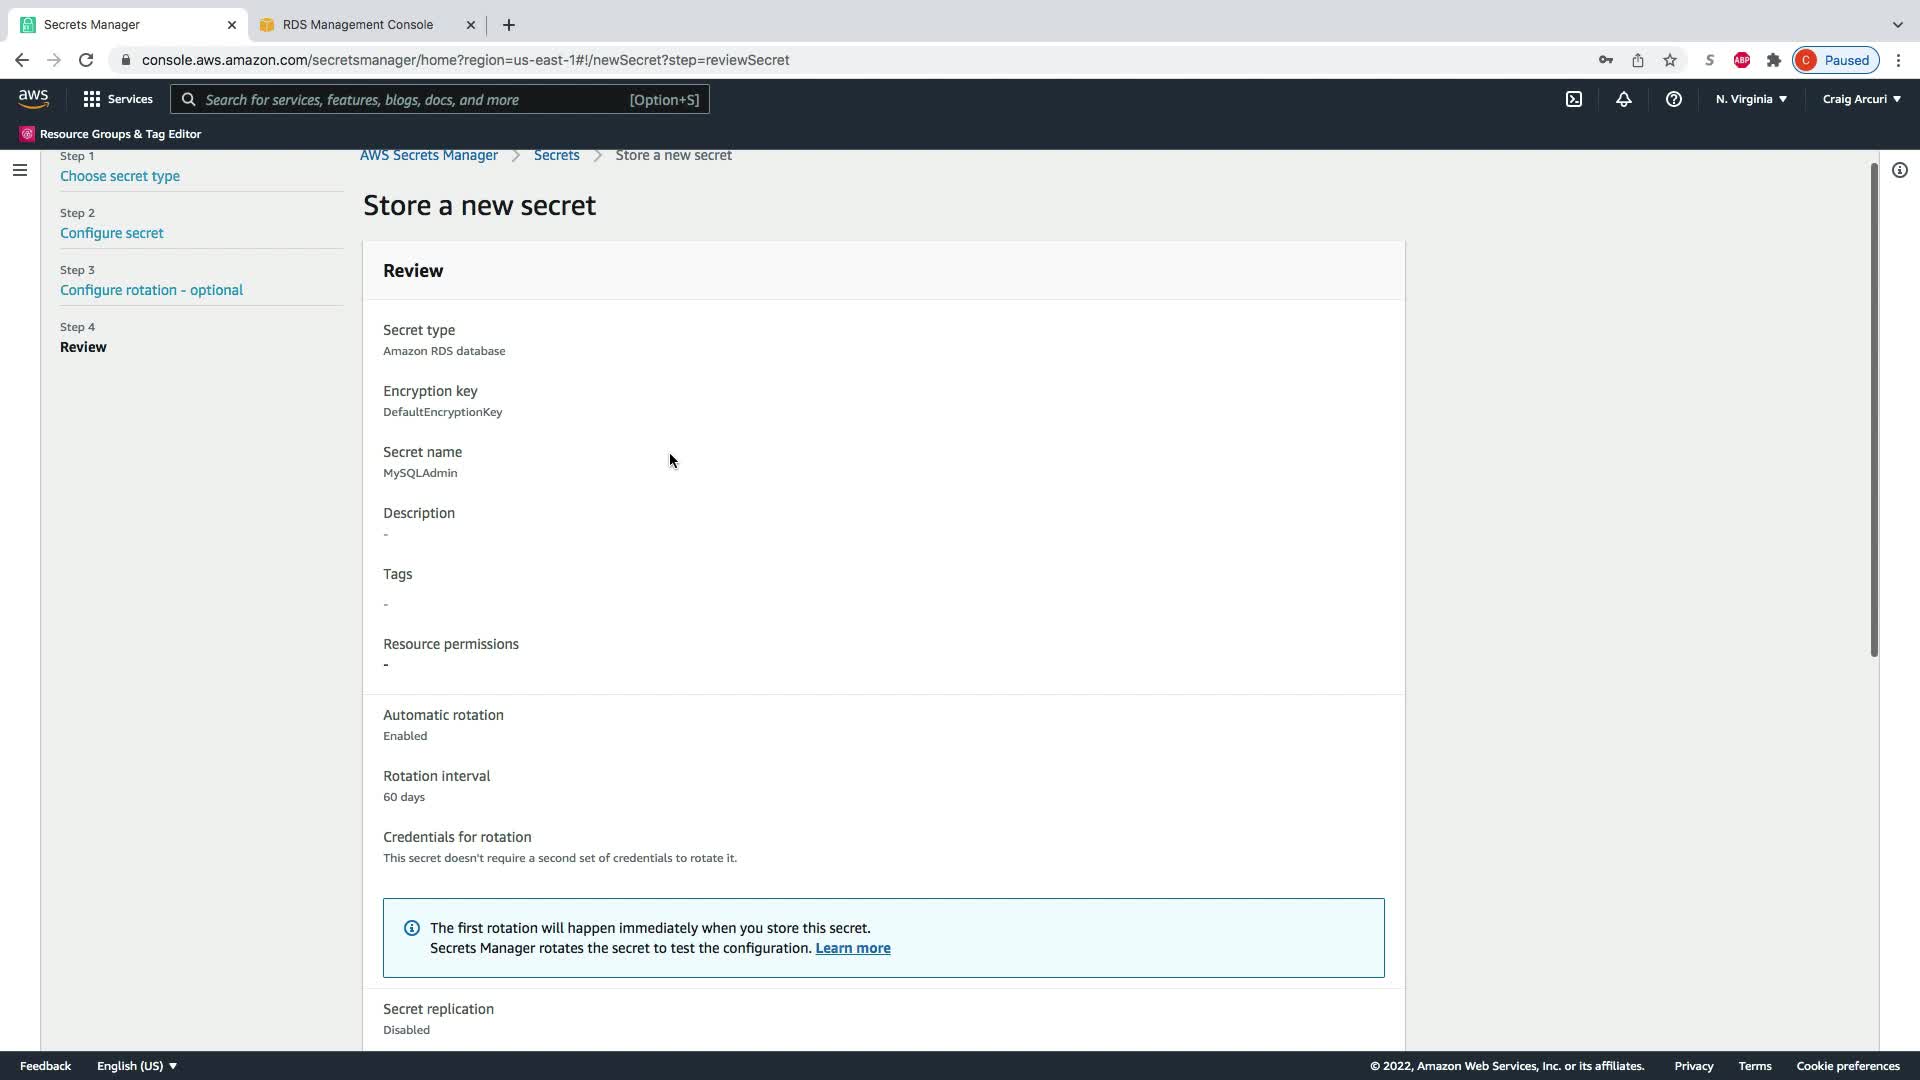 Secrets Manager
RDS Management Console
console.aws.amazon.com/secretsmanager/home?region=us-east-1#!/newSecret?step=reviewSecret
S
ABP
C Paused
aws
Services
Search for services, features, blogs, docs, and more [Option+S]
N. Virginia
Craig Arcuri
Resource Groups & Tag Editor
Step 1
Choose secret type
Step 2
Configure secret
Step 3
Configure rotation - optional
Step 4
Review
AWS Secrets Manager > Secrets > Store a new secret
Store a new secret
Review
Secret type
Amazon RDS database
Encryption key
DefaultEncryptionKey
Secret name
MySQLAdmin
Description
-
Tags
-
Resource permissions
-
Automatic rotation
Enabled
Rotation interval
60 days
Credentials for rotation
This secret doesn't require a second set of credentials to rotate it.
The first rotation will happen immediately when you store this secret.
Secrets Manager rotates the secret to test the configuration. Learn more
Secret replication
Disabled
Feedback
English (US)
© 2022, Amazon Web Services, Inc. or its affiliates.
Privacy
Terms
Cookie preferences